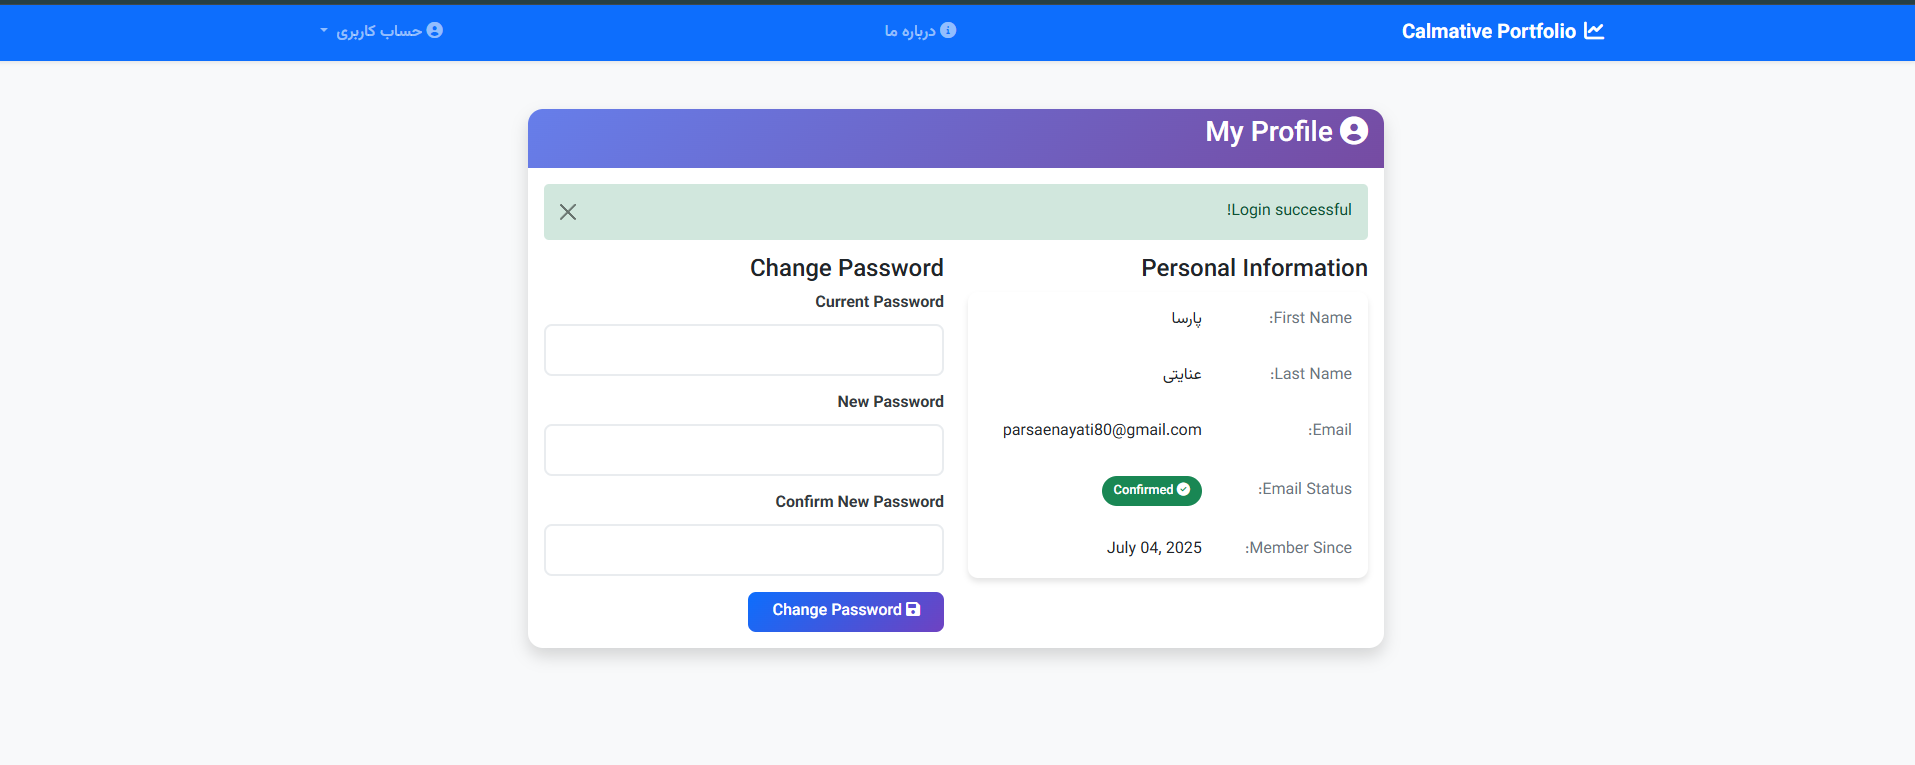 Calmative Portfolio
درباره ما
حساب کاربری
My Profile
!Login successful
Personal Information
:First Name
پارسا
:Last Name
عنایتی
:Email
parsaenayati80@gmail.com
:Email Status
Confirmed
:Member Since
July 04, 2025
Change Password
Current Password
New Password
Confirm New Password
Change Password